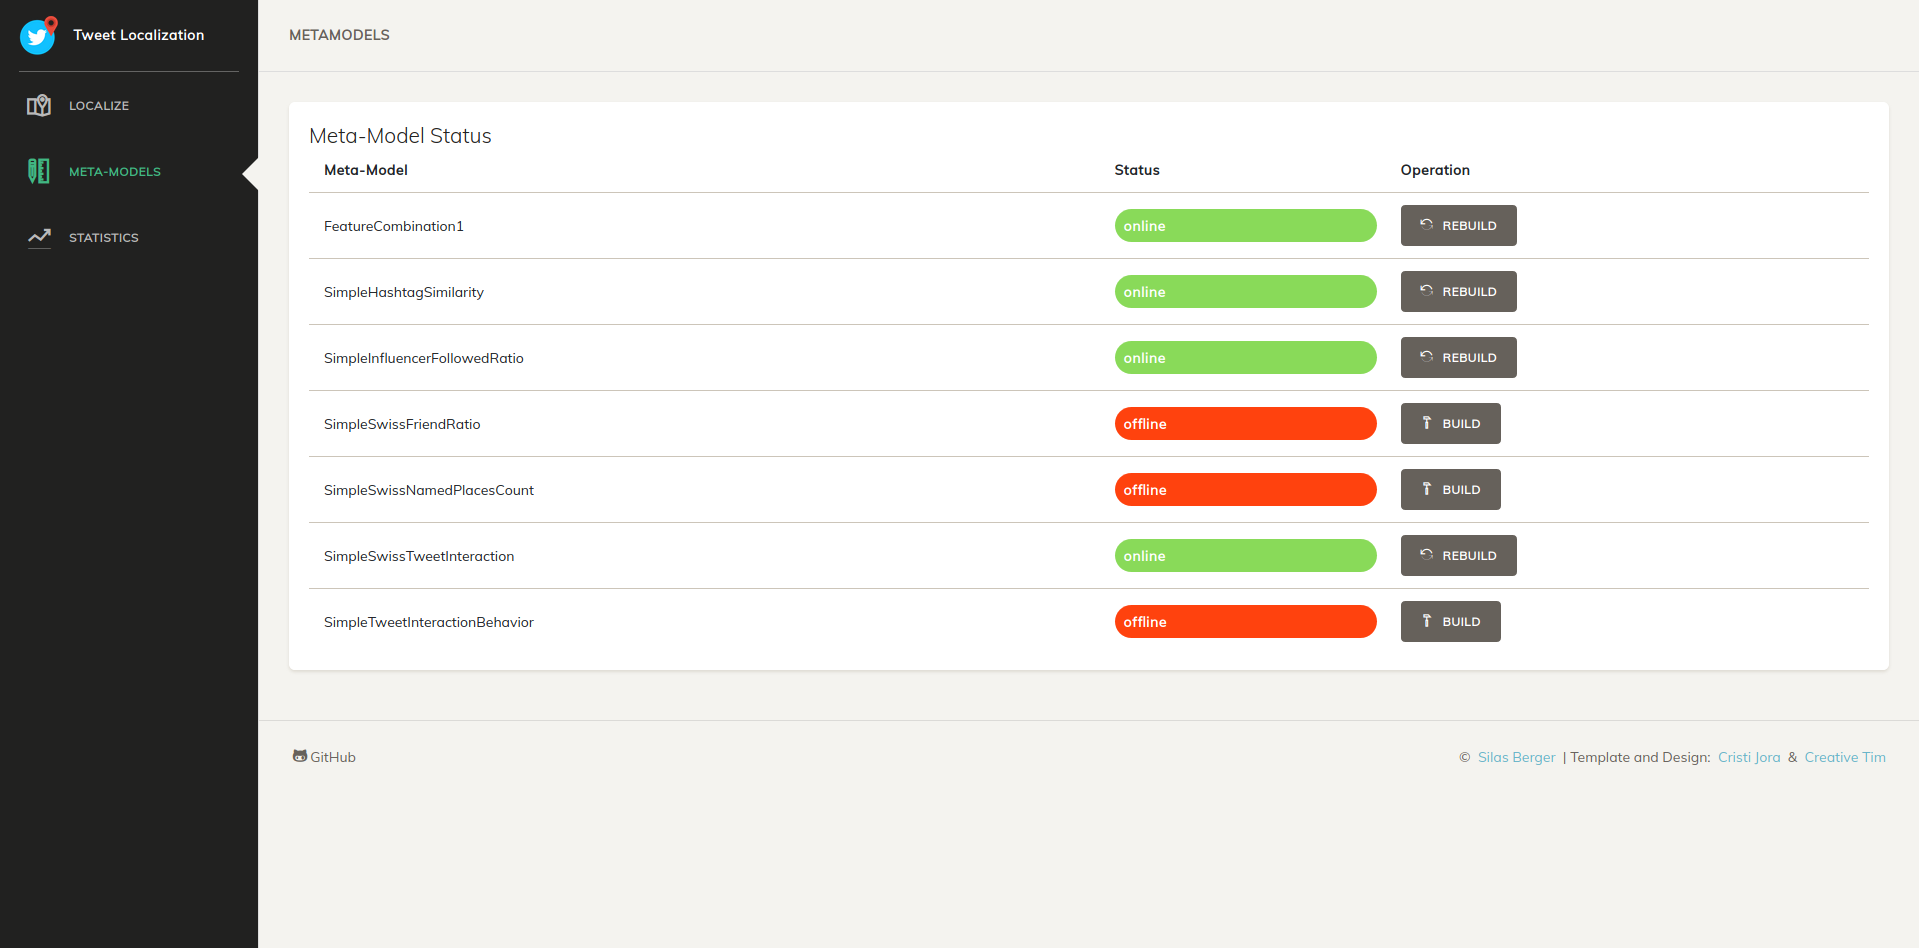 Tweet Localization
LOCALIZE
META-MODELS
STATISTICS
METAMODELS
Meta-Model Status
Meta-Model Status Operation
FeatureCombination1 online REBUILD
SimpleHashtagSimilarity online REBUILD
SimpleInfluencerFollowedRatio online REBUILD
SimpleSwissFriendRatio offline BUILD
SimpleSwissNamedPlacesCount offline BUILD
SimpleSwissTweetInteraction online REBUILD
SimpleTweetInteractionBehavior offline BUILD
GitHub © Silas Berger | Template and Design: Cristi Jora & Creative Tim